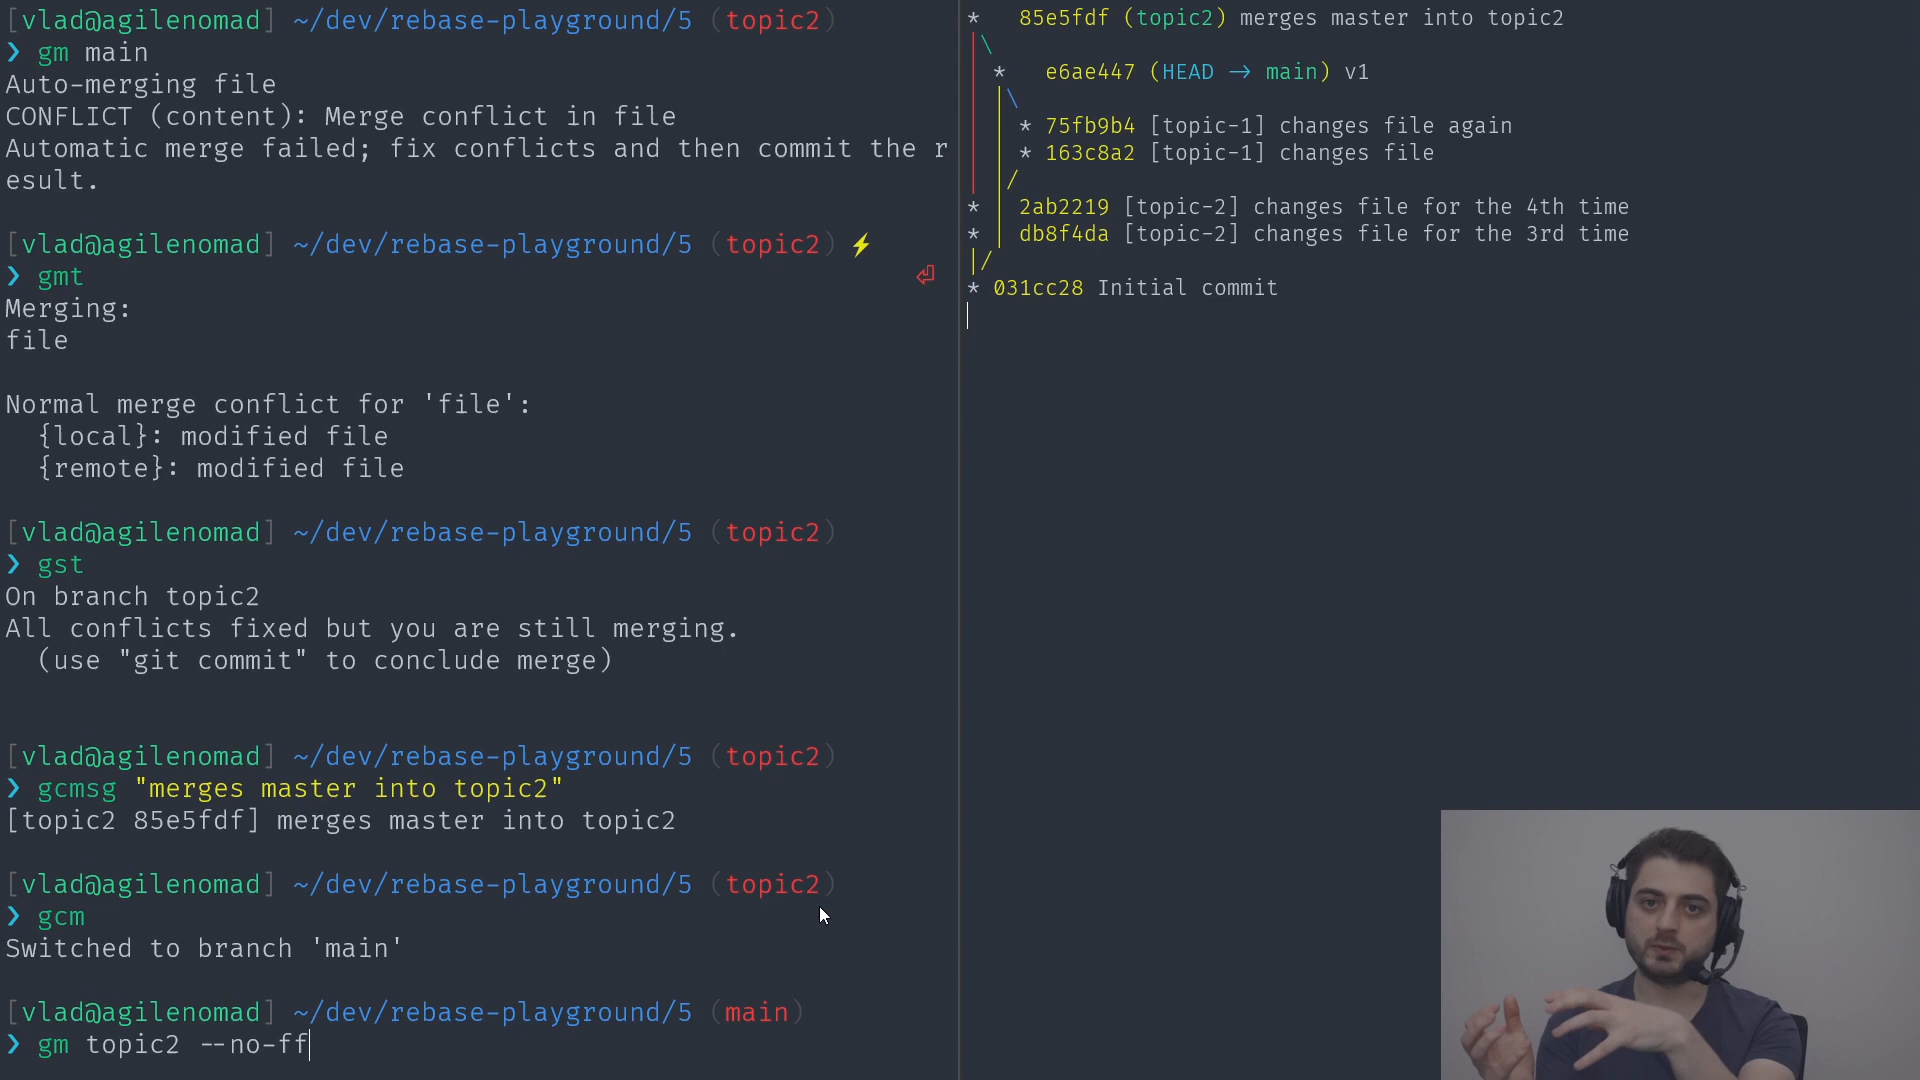 [vlad@agilenomad] ~/dev/rebase-playground/5 (topic2)
❯ gm main
Auto-merging file
CONFLICT (content): Merge conflict in file
Automatic merge failed; fix conflicts and then commit the r
esult.
[vlad@agilenomad] ~/dev/rebase-playground/5 (topic2) ⚡
❯ gmt
Merging:
file
Normal merge conflict for 'file':
{local}: modified file
{remote}: modified file
[vlad@agilenomad] ~/dev/rebase-playground/5 (topic2)
❯ gst
On branch topic2
All conflicts fixed but you are still merging.
(use "git commit" to conclude merge)
[vlad@agilenomad] ~/dev/rebase-playground/5 (topic2)
❯ gcmsg "merges master into topic2"
[topic2 85e5fdf] merges master into topic2
[vlad@agilenomad] ~/dev/rebase-playground/5 (topic2)
❯ gcm
Switched to branch 'main'
[vlad@agilenomad] ~/dev/rebase-playground/5 (main)
❯ gm topic2 --no-ff
* 85e5fdf (topic2) merges master into topic2
|\
| * e6ae447 (HEAD -> main) v1
| |\
| | * 75fb9b4 [topic-1] changes file again
| | * 163c8a2 [topic-1] changes file
| |/
* | 2ab2219 [topic-2] changes file for the 4th time
* | db8f4da [topic-2] changes file for the 3rd time
|/
* 031cc28 Initial commit